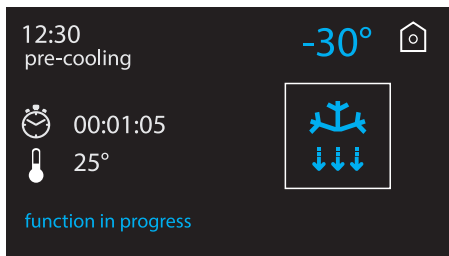 12:30
-30°
pre-cooling
00:01:05
25°
function in progress